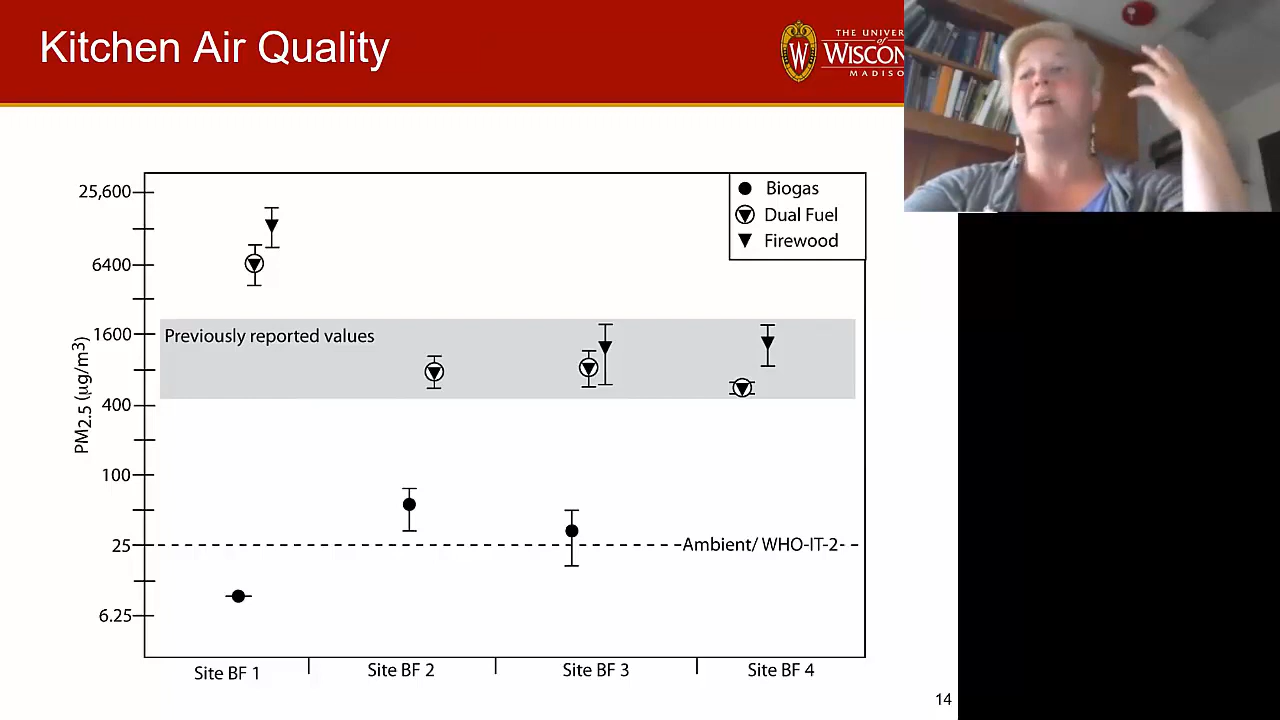 Kitchen Air Quality
THE UNIVER
of
WISCON
MADISO
W
25,600
6400
1600
400
100
25
6.25
PM2.5 (µg/m³)
Biogas
Dual Fuel
Firewood
Previously reported values
Ambient/ WHO-IT-2
Site BF 1
Site BF 2
Site BF 3
Site BF 4
14